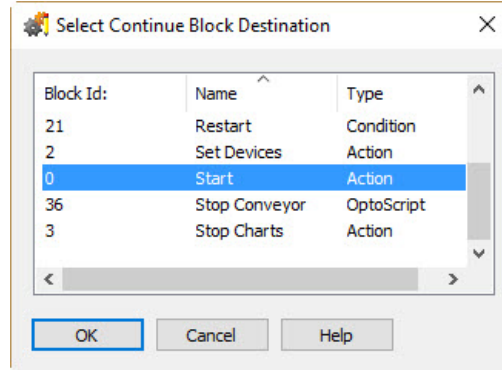 Select Continue Block Destination
Block Id: Name Type
21 Restart Condition
2 Set Devices Action
0 Start Action
36 Stop Conveyor OptoScript
3 Stop Charts Action
OK Cancel Help